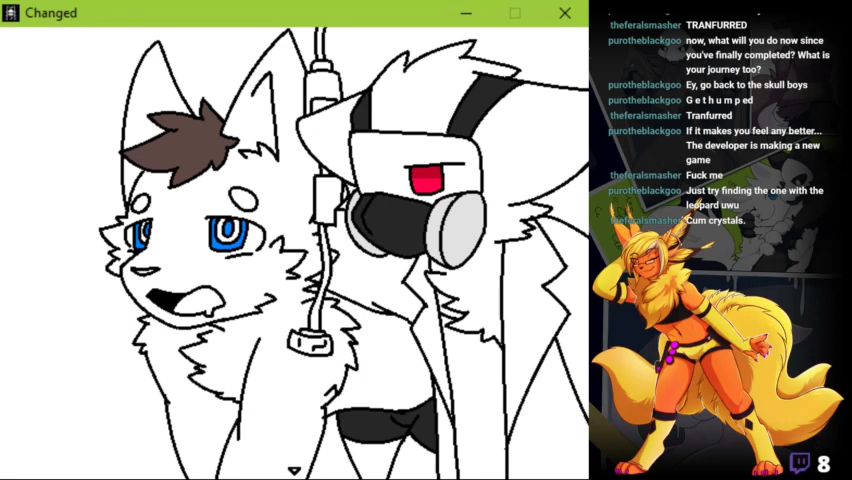 Changed
theferalsmasher TRANFURRED
purotheblackgoo now, what will you do now since
you've finally completed? What is
your journey too?
purotheblackgoo Ey, go back to the skull boys
purotheblackgoo G e t h u m p ed
theferalsmasher Tranfurred
purotheblackgoo If it makes you feel any better...
The developer is making a new
game
theferalsmasher Fuck me
purotheblackgoo Just try finding the one with the
leopard uwu
theferalsmasher Cum crystals.
8